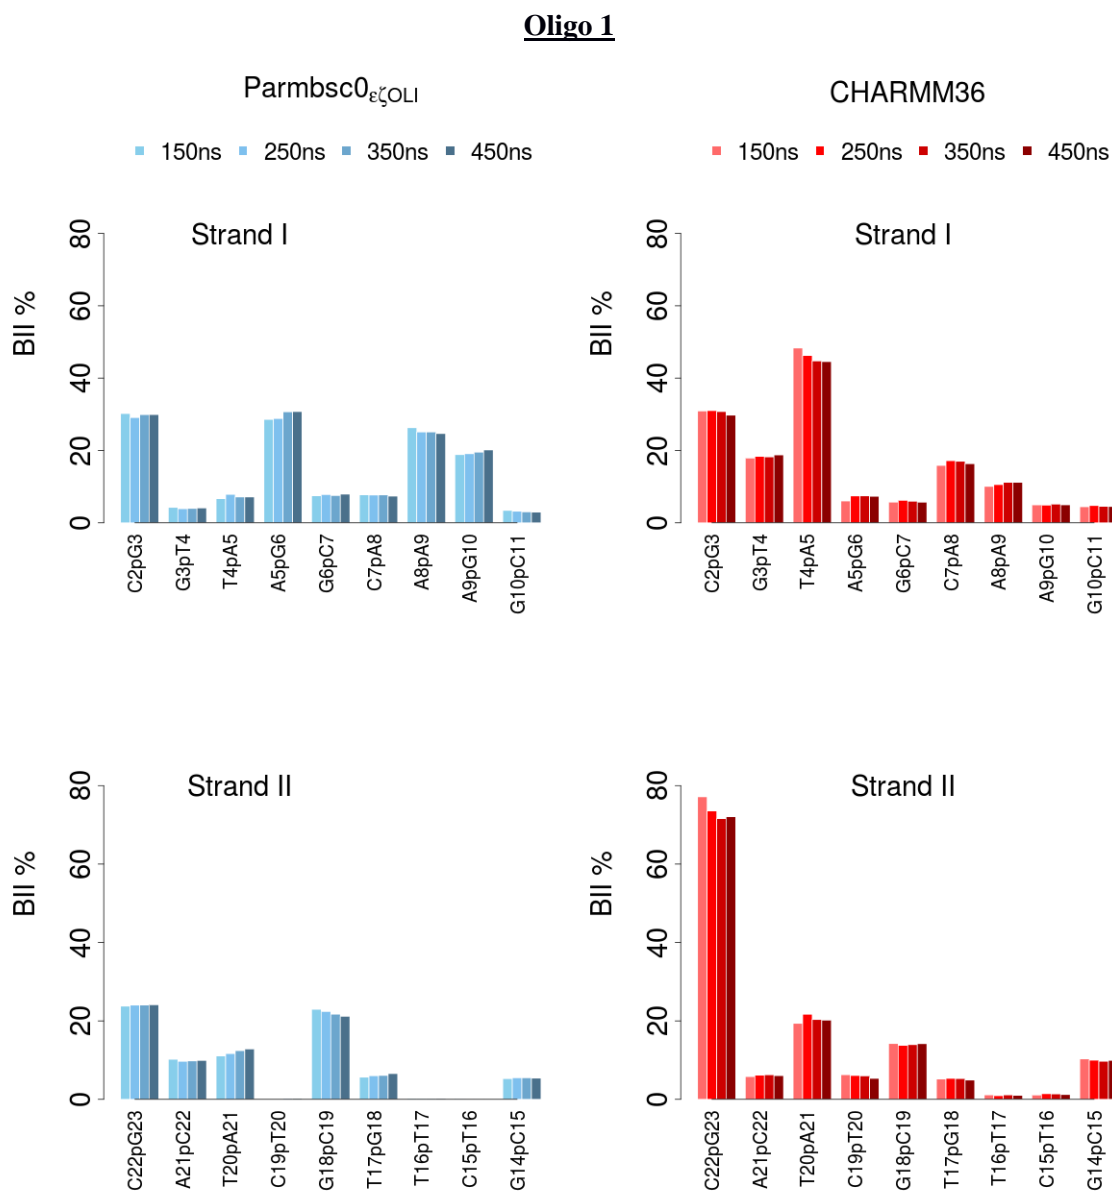 Oligo 1
Parmbsc0εζOLI
CHARMM36
150ns 250ns 350ns 450ns
150ns 250ns 350ns 450ns
Strand I
BII %
0 20 40 60 80
C2pG3 G3pT4 T4pA5 A5pG6 G6pC7 C7pA8 A8pA9 A9pG10 G10pC11
Strand I
BII %
0 20 40 60 80
C2pG3 G3pT4 T4pA5 A5pG6 G6pC7 C7pA8 A8pA9 A9pG10 G10pC11
Strand II
BII %
0 20 40 60 80
C22pG23 A21pC22 T20pA21 C19pT20 G18pC19 T17pG18 T16pT17 C15pT16 G14pC15
Strand II
BII %
0 20 40 60 80
C22pG23 A21pC22 T20pA21 C19pT20 G18pC19 T17pG18 T16pT17 C15pT16 G14pC15